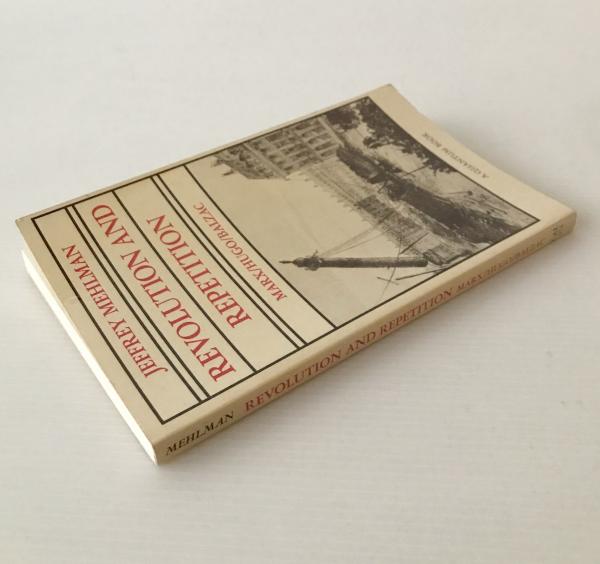 JEFFREY MEHLMAN
REVOLUTION AND
REPETITION
MARX/HUGO/BALZAC
A QUANTUM BOOK
MEHLMAN REVOLUTION AND REPETITION MARX/HUGO/BALZAC